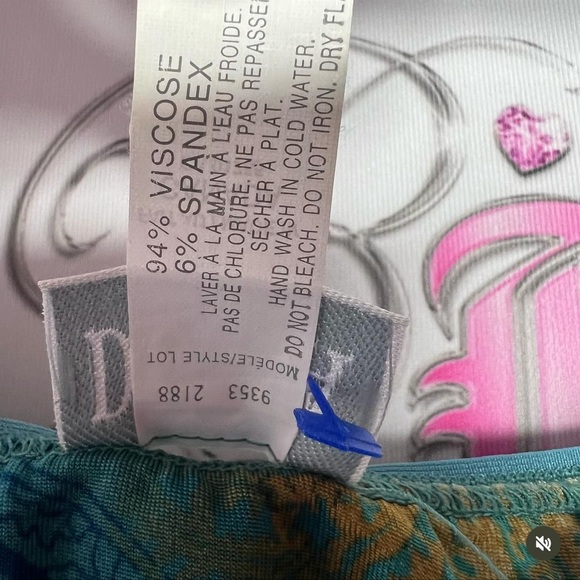 94% VISCOSE
6% SPANDEX
LAVER À LA MAIN À L'EAU FROIDE.
PAS DE CHLORURE. NE PAS REPASSER
SÉCHER À PLAT.
HAND WASH IN COLD WATER.
DO NOT BLEACH. DO NOT IRON. DRY FL
MODÉLE/STYLE LOT
9353 2188
D